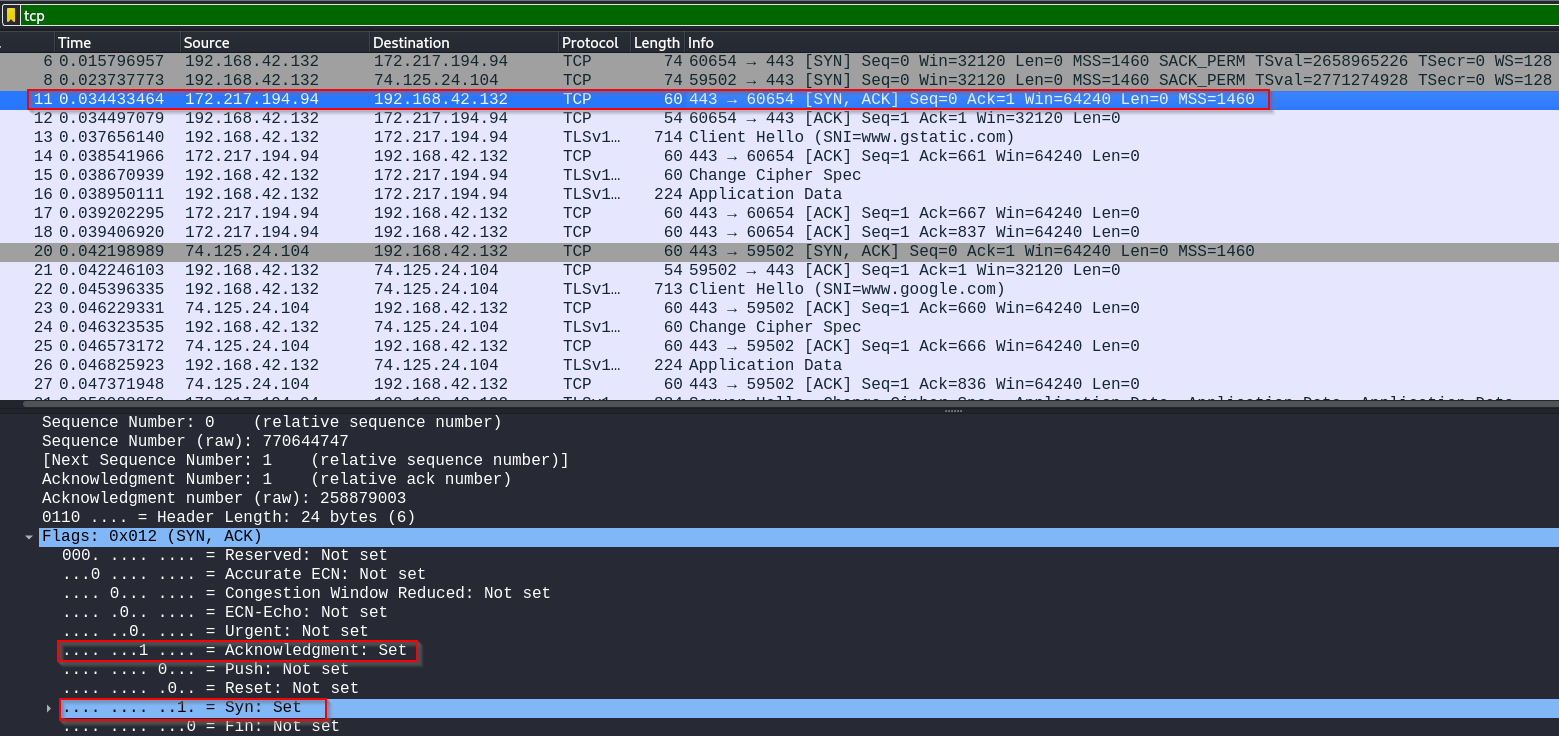 tcp
Time Source Destination Protocol Length Info
6 0.015796957 192.168.42.132 172.217.194.94 TCP 74 60654 → 443 [SYN] Seq=0 Win=32120 Len=0 MSS=1460 SACK_PERM TSval=2658965226 TSecr=0 WS=128
8 0.023737773 192.168.42.132 74.125.24.104 TCP 74 59502 → 443 [SYN] Seq=0 Win=32120 Len=0 MSS=1460 SACK_PERM TSval=2771274928 TSecr=0 WS=128
11 0.034433464 172.217.194.94 192.168.42.132 TCP 60 443 → 60654 [SYN, ACK] Seq=0 Ack=1 Win=64240 Len=0 MSS=1460
12 0.034497079 192.168.42.132 172.217.194.94 TCP 54 60654 → 443 [ACK] Seq=1 Ack=1 Win=32120 Len=0
13 0.037656140 192.168.42.132 172.217.194.94 TLSv1… 714 Client Hello (SNI=www.gstatic.com)
14 0.038541966 172.217.194.94 192.168.42.132 TCP 60 443 → 60654 [ACK] Seq=1 Ack=661 Win=64240 Len=0
15 0.038670939 192.168.42.132 172.217.194.94 TLSv1… 60 Change Cipher Spec
16 0.038950111 192.168.42.132 172.217.194.94 TLSv1… 224 Application Data
17 0.039202295 172.217.194.94 192.168.42.132 TCP 60 443 → 60654 [ACK] Seq=1 Ack=667 Win=64240 Len=0
18 0.039406920 172.217.194.94 192.168.42.132 TCP 60 443 → 60654 [ACK] Seq=1 Ack=837 Win=64240 Len=0
20 0.042198989 74.125.24.104 192.168.42.132 TCP 60 443 → 59502 [SYN, ACK] Seq=0 Ack=1 Win=64240 Len=0 MSS=1460
21 0.042246103 192.168.42.132 74.125.24.104 TCP 54 59502 → 443 [ACK] Seq=1 Ack=1 Win=32120 Len=0
22 0.045396335 192.168.42.132 74.125.24.104 TLSv1… 713 Client Hello (SNI=www.google.com)
23 0.046229331 74.125.24.104 192.168.42.132 TCP 60 443 → 59502 [ACK] Seq=1 Ack=660 Win=64240 Len=0
24 0.046323535 192.168.42.132 74.125.24.104 TLSv1… 60 Change Cipher Spec
25 0.046573172 74.125.24.104 192.168.42.132 TCP 60 443 → 59502 [ACK] Seq=1 Ack=666 Win=64240 Len=0
26 0.046825923 192.168.42.132 74.125.24.104 TLSv1… 224 Application Data
27 0.047371948 74.125.24.104 192.168.42.132 TCP 60 443 → 59502 [ACK] Seq=1 Ack=836 Win=64240 Len=0
Sequence Number: 0 (relative sequence number)
Sequence Number (raw): 770644747
[Next Sequence Number: 1 (relative sequence number)]
Acknowledgment Number: 1 (relative ack number)
Acknowledgment number (raw): 258879003
0110 .... = Header Length: 24 bytes (6)
Flags: 0x012 (SYN, ACK)
000. .... .... = Reserved: Not set
...0 .... .... = Accurate ECN: Not set
.... 0... .... = Congestion Window Reduced: Not set
.... .0.. .... = ECN-Echo: Not set
.... ..0. .... = Urgent: Not set
.... ...1 .... = Acknowledgment: Set
.... .... 0... = Push: Not set
.... .... .0.. = Reset: Not set
.... .... ..1. = Syn: Set
.... .... ...0 = Fin: Not set